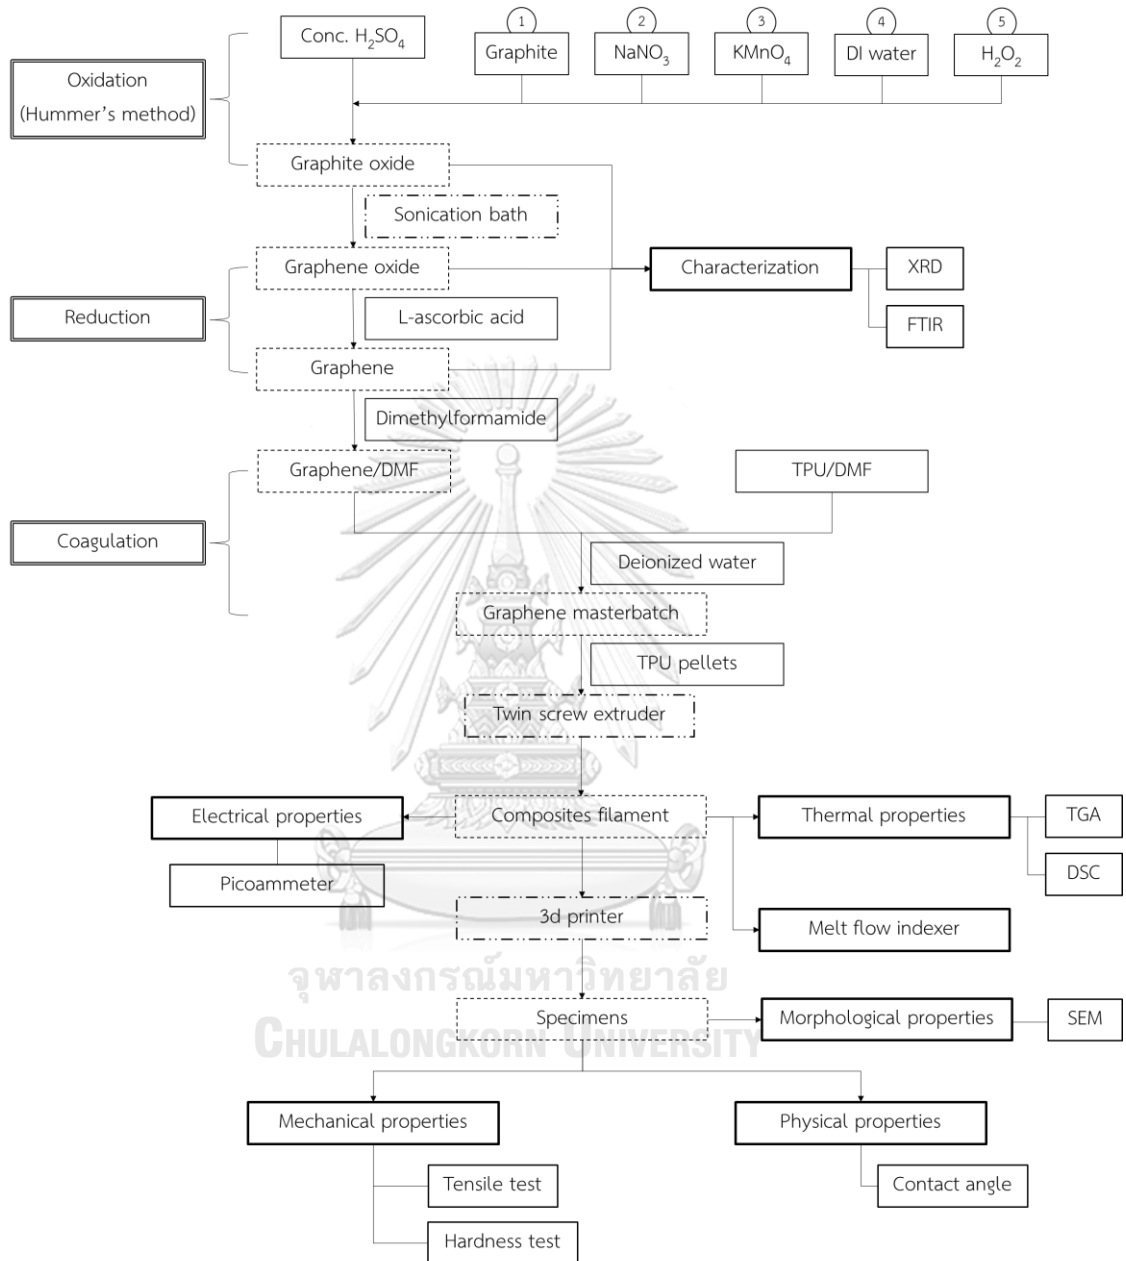 1
2
3
4
5
Conc. H₂SO₄
Graphite
NaNO₃
KMnO₄
DI water
H₂O₂
Oxidation
(Hummer's method)
Graphite oxide
Sonication bath
Graphene oxide
Characterization
XRD
Reduction
L-ascorbic acid
FTIR
Graphene
Dimethylformamide
Graphene/DMF
TPU/DMF
Coagulation
Deionized water
Graphene masterbatch
TPU pellets
Twin screw extruder
Electrical properties
Composites filament
Thermal properties
TGA
Picoammeter
DSC
3d printer
Melt flow indexer
จุฬาลงกรณ์มหาวิทยาลัย
Specimens
Morphological properties
SEM
CHULALONGKORN UNIVERSITY
Mechanical properties
Physical properties
Tensile test
Contact angle
Hardness test